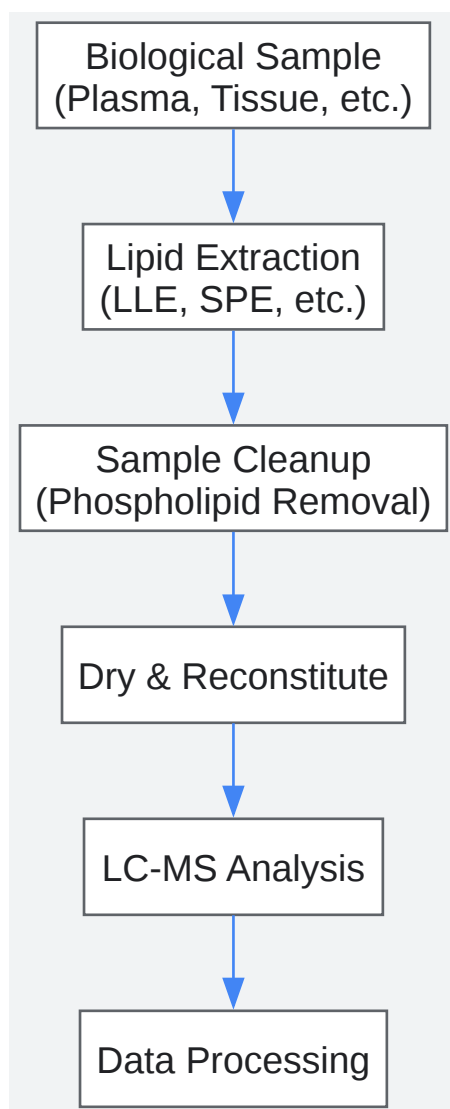 Biological Sample
(Plasma, Tissue, etc.)
Lipid Extraction
(LLE, SPE, etc.)
Sample Cleanup
(Phospholipid Removal)
Dry & Reconstitute
LC-MS Analysis
Data Processing